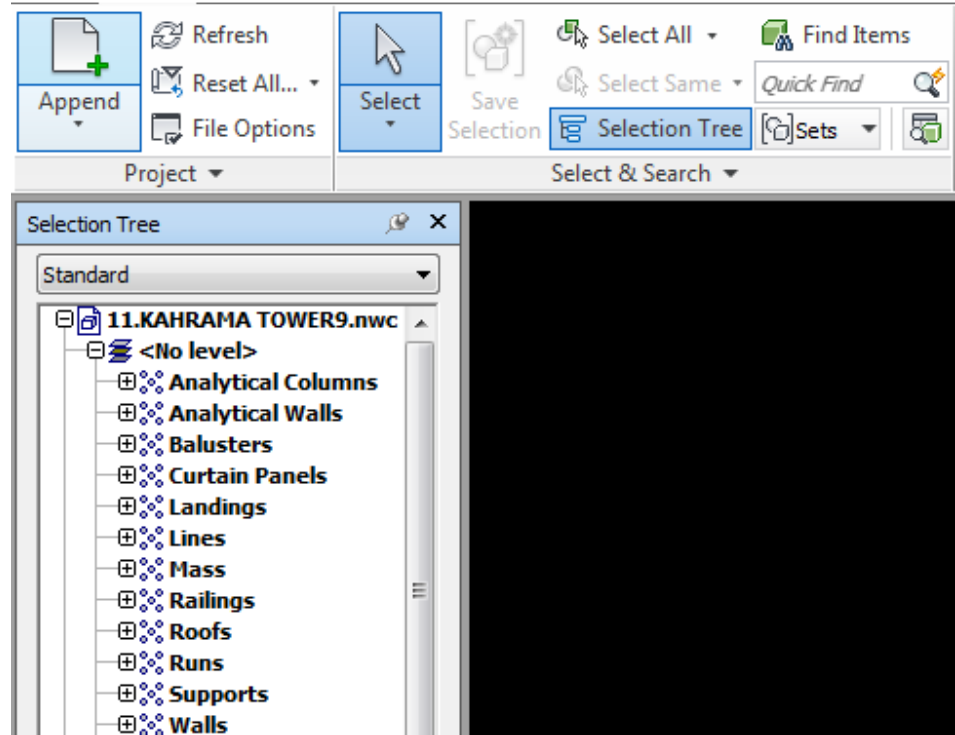 Append
Refresh
Reset All...
File Options
Project
Select
Save
Selection
Select All
Select Same
Selection Tree
Find Items
Quick Find
Sets
Select & Search
Selection Tree
Standard
11.KAHRAMA TOWER9.nwc
<No level>
Analytical Columns
Analytical Walls
Balusters
Curtain Panels
Landings
Lines
Mass
Railings
Roofs
Runs
Supports
Walls